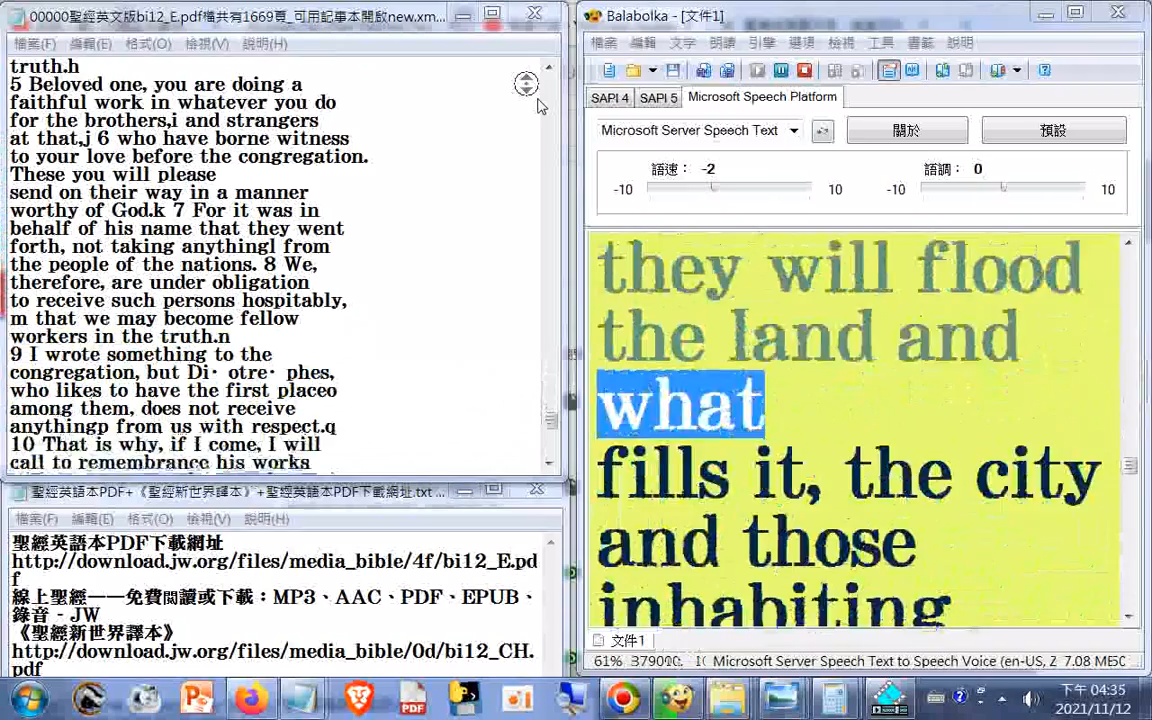 00000聖經英文版bi12_E.pdf檔共有1669頁_可用記事本開啟new.xm...
檔案(F) 編輯(E) 格式(O) 檢視(V) 說明(H)
truth.h
5 Beloved one, you are doing a
faithful work in whatever you do
for the brothers,i and strangers
at that,j 6 who have borne witness
to your love before the congregation.
These you will please
send on their way in a manner
worthy of God.k 7 For it was in
behalf of his name that they went
forth, not taking anythingl from
the people of the nations. 8 We,
therefore, are under obligation
to receive such persons hospitably,
m that we may become fellow
workers in the truth.n
9 I wrote something to the
congregation, but Di· otre· phes,
who likes to have the first placeo
among them, does not receive
anythingp from us with respect.q
10 That is why, if I come, I will
call to remembrance his works
聖經英語本PDF+《聖經新世界譯本》+聖經英語本PDF下載網址.txt ...
檔案(F) 編輯(E) 格式(O) 檢視(V) 說明(H)
聖經英語本PDF下載網址
http://download.jw.org/files/media_bible/4f/bi12_E.pd
f
線上聖經——免費閱讀或下載：MP3、AAC、PDF、EPUB、
錄音 - JW
《聖經新世界譯本》
http://download.jw.org/files/media_bible/0d/bi12_CH.
pdf
Balabolka - [文件1]
檔案 編輯 文字 朗讀 引擎 選項 檢視 工具 書籤 說明
SAPI 4 SAPI 5 Microsoft Speech Platform
Microsoft Server Speech Text 關於 預設
語速： -2 語調： 0
-10 10 -10 10
they will flood
the land and
what
fills it, the city
and those
inhabiting
文件1
61% Microsoft Server Speech Text to Speech Voice (en-US, Z 7.08 МБ
PDF
下午 04:35
2021/11/12